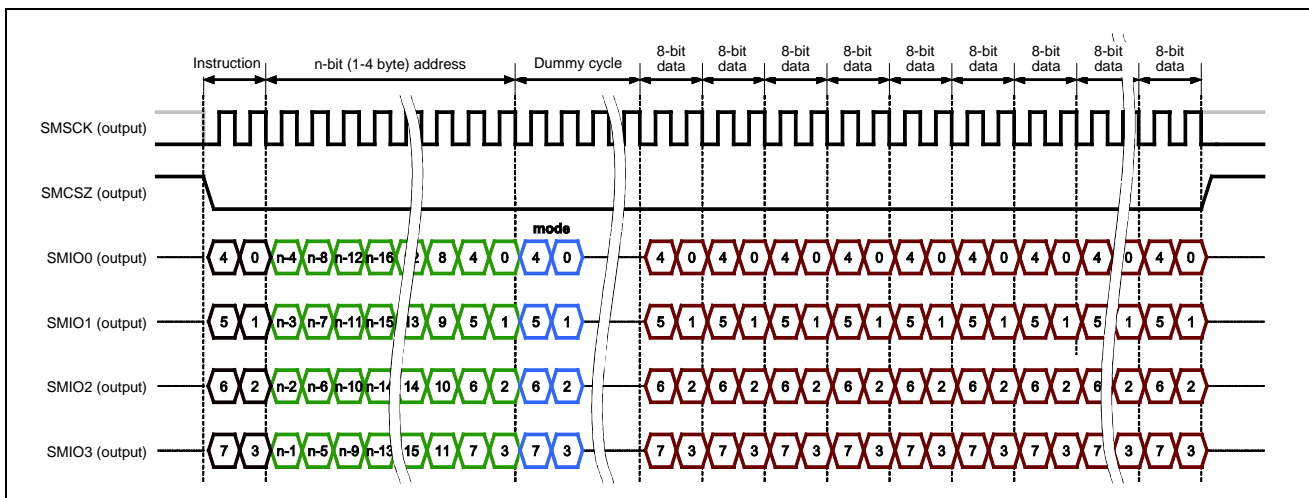 8-bit data 8-bit data 8-bit data 8-bit data 8-bit data 8-bit data 8-bit data 8-bit data 8-bit data
Instruction n-bit (1-4 byte) address Dummy cycle
SMSCK (output)
SMCSZ (output)
mode
SMIO0 (output) 4 0 n-4 n-8 n-12 n-16 8 4 0 4 0 4 0 4 0 4 0 4 0 4 0 4 0 4 0 4 0 4 0
SMIO1 (output) 5 1 n-3 n-7 n-11 n-15 13 9 5 1 5 1 5 1 5 1 5 1 5 1 5 1 5 1 5 1 5 1 5 1
SMIO2 (output) 6 2 n-2 n-6 n-10 n-14 14 10 6 2 6 2 6 2 6 2 6 2 6 2 6 2 6 2 6 2 6 2 6 2
SMIO3 (output) 7 3 n-1 n-5 n-9 n-13 15 11 7 3 7 3 7 3 7 3 7 3 7 3 7 3 7 3 7 3 7 3 7 3